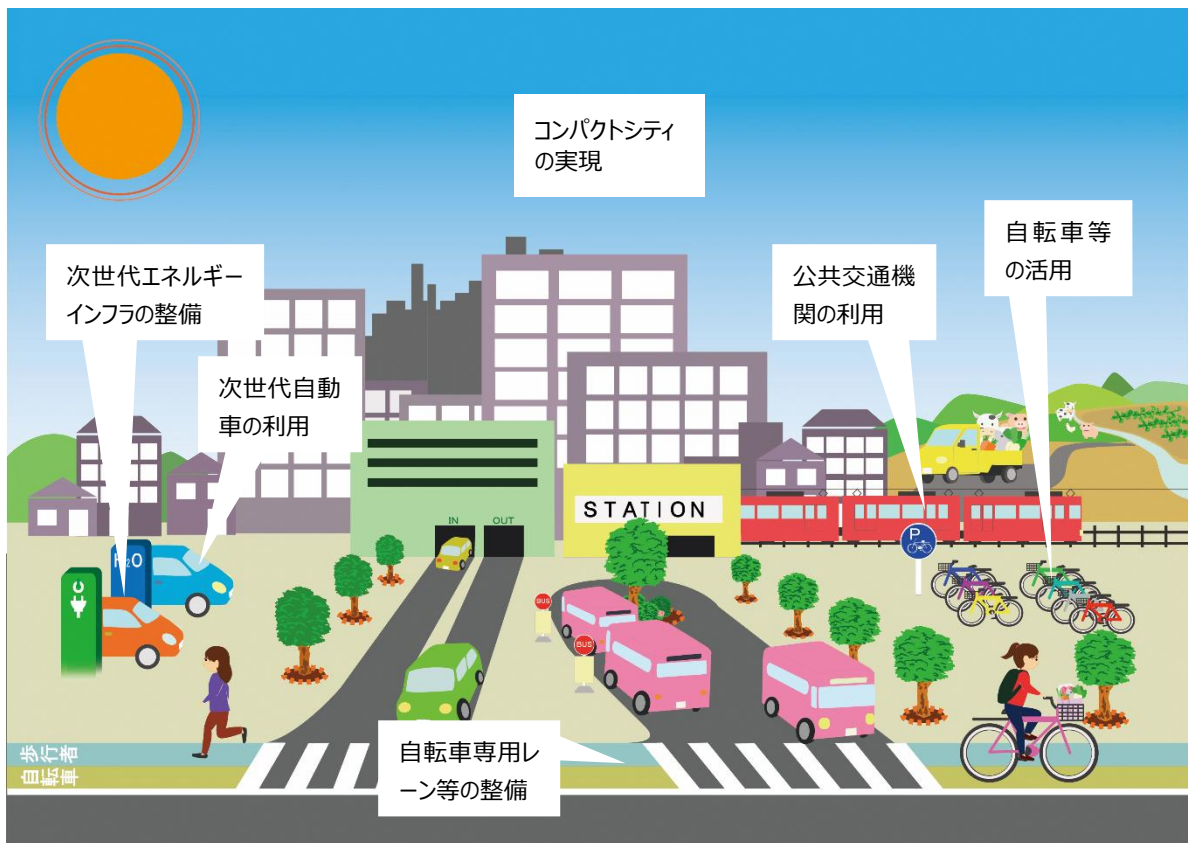 コンパクトシティ
の実現
自転車等
の活用
次世代エネルギー
インフラの整備
公共交通機
関の利用
次世代自動
車の利用
STATION
IN
OUT
P
H₂O
BUS
BUS
歩行者
自転車
自転車専用レ
ーン等の整備